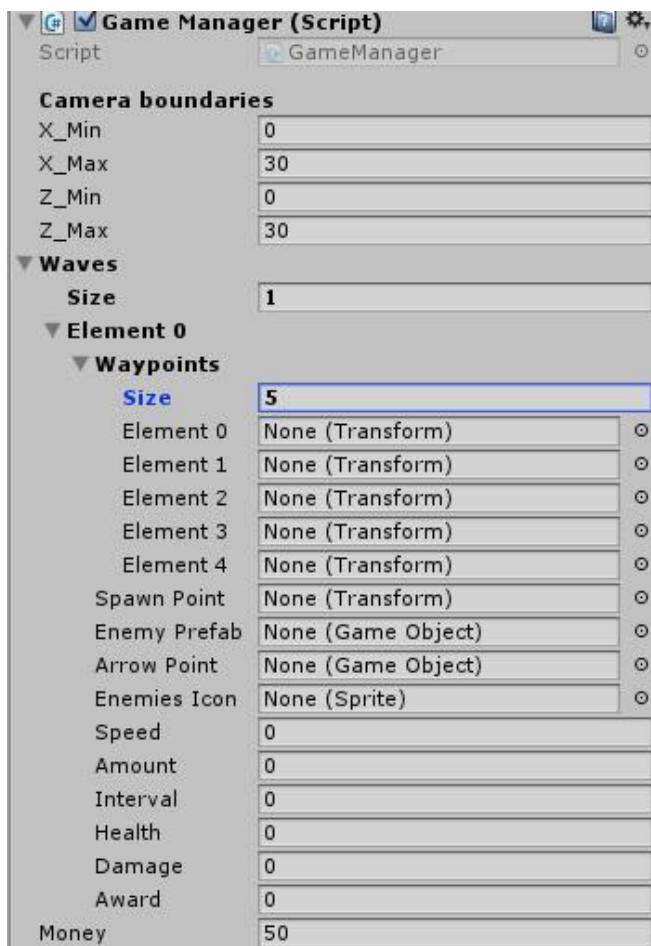 Game Manager (Script)
Script GameManager
Camera boundaries
X_Min 0
X_Max 30
Z_Min 0
Z_Max 30
Waves
Size 1
Element 0
Waypoints
Size 5
Element 0 None (Transform)
Element 1 None (Transform)
Element 2 None (Transform)
Element 3 None (Transform)
Element 4 None (Transform)
Spawn Point None (Transform)
Enemy Prefab None (Game Object)
Arrow Point None (Game Object)
Enemies Icon None (Sprite)
Speed 0
Amount 0
Interval 0
Health 0
Damage 0
Award 0
Money 50